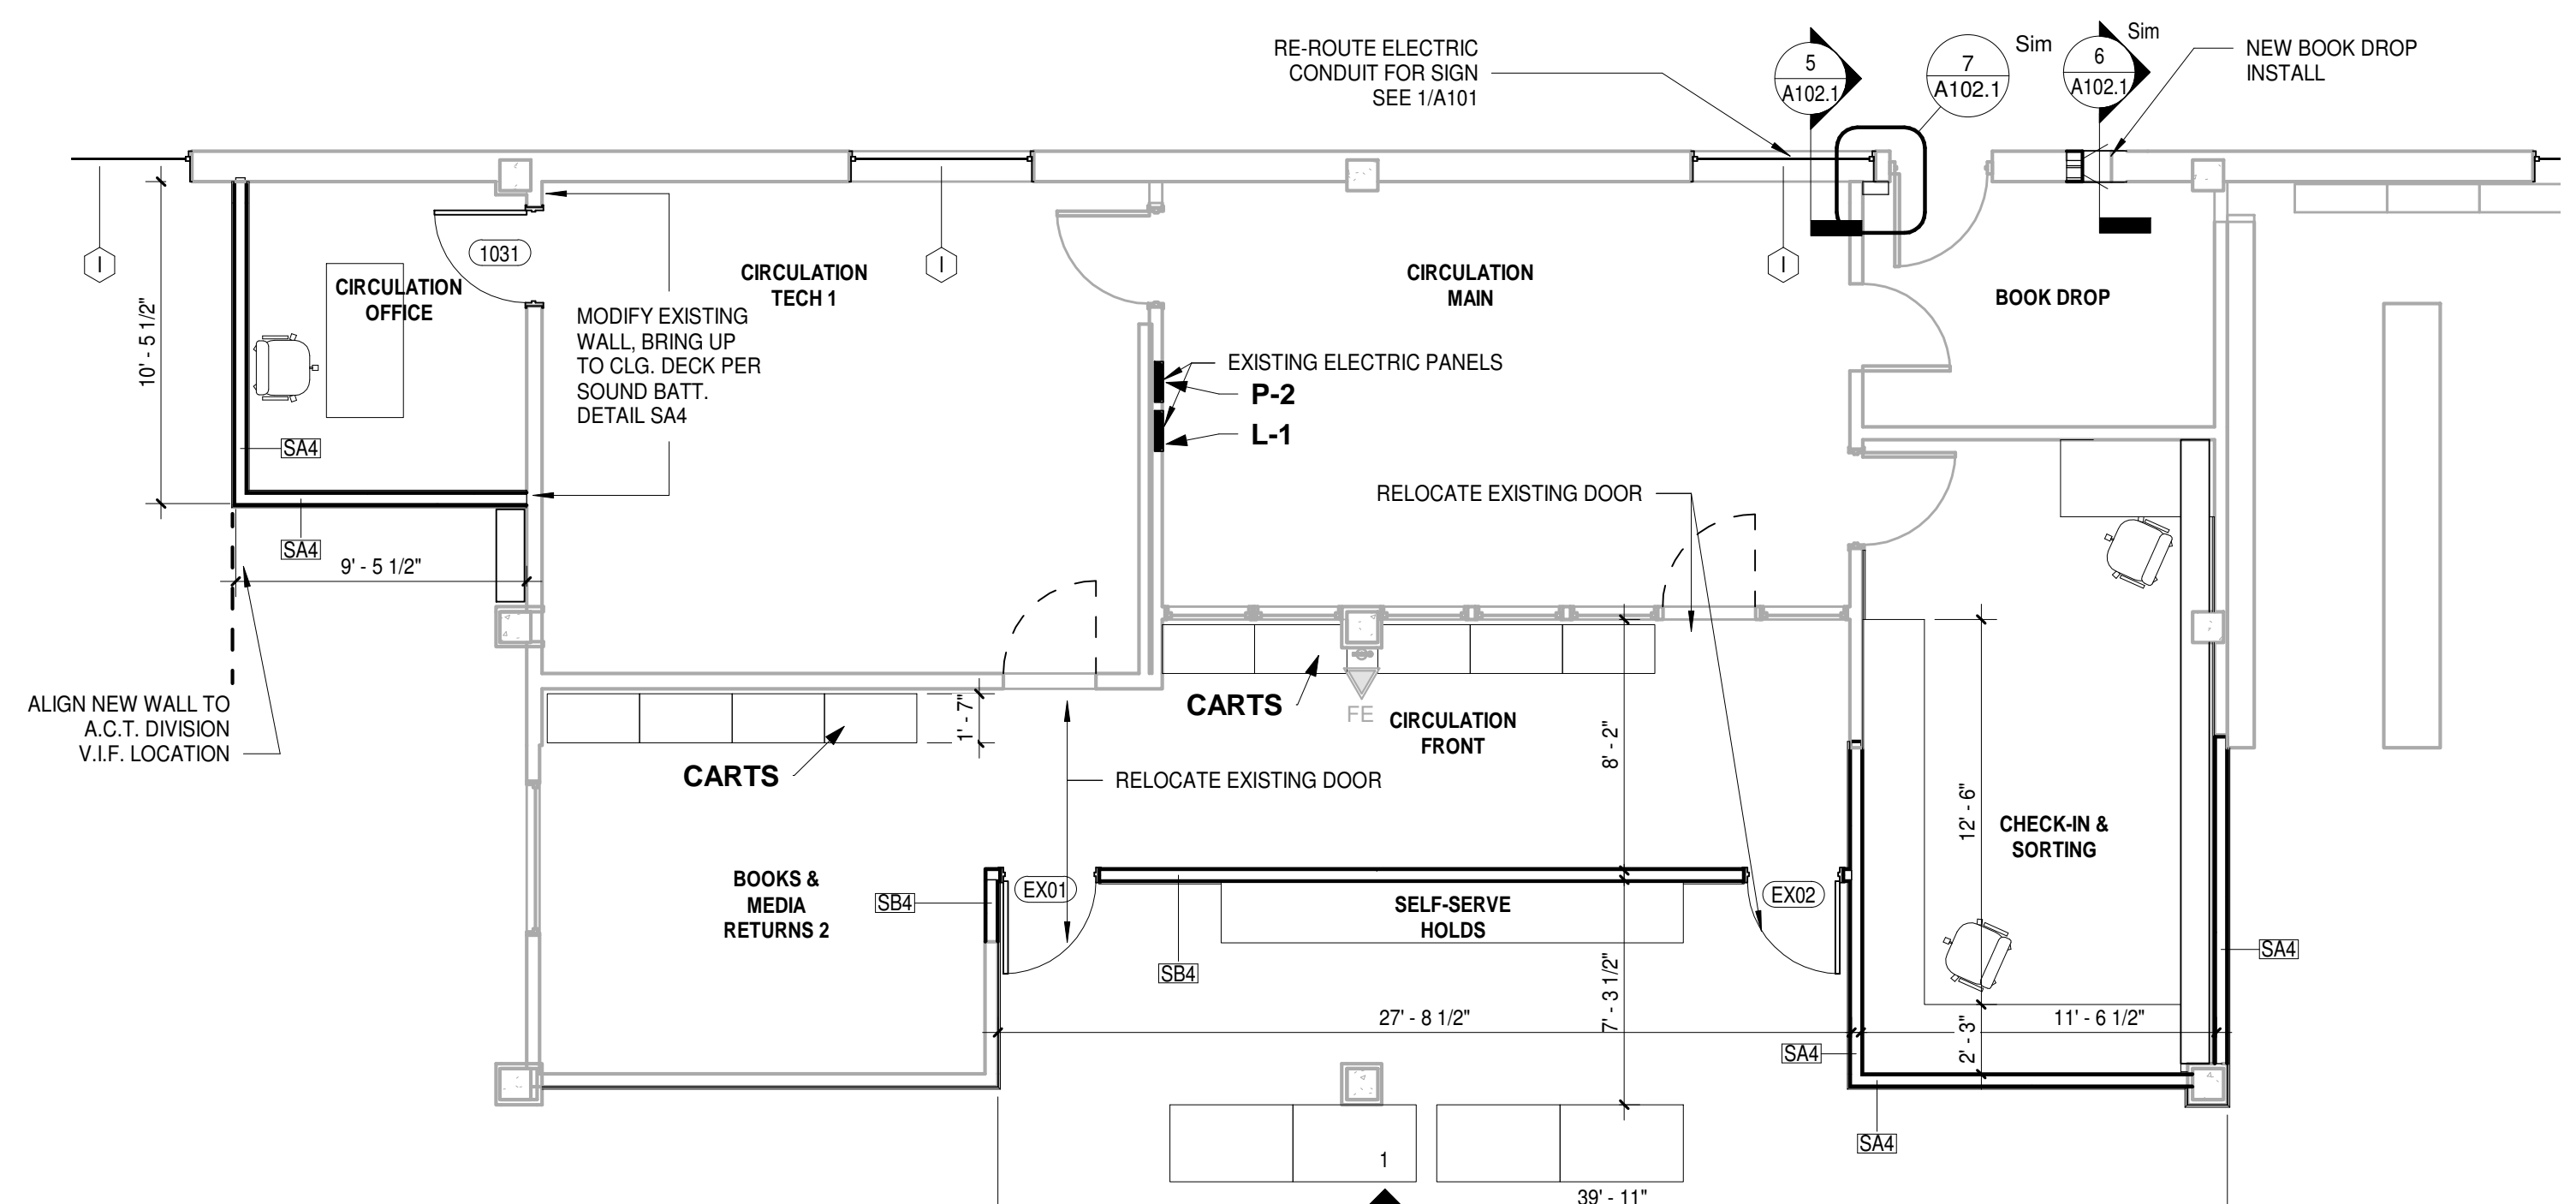 RE-ROUTE ELECTRIC
CONDUIT FOR SIGN
SEE 1/A101
5
A102.1
7
A102.1
Sim
6
A102.1
Sim
NEW BOOK DROP
INSTALL
I
I
I
1031
CIRCULATION
OFFICE
CIRCULATION
TECH 1
CIRCULATION
MAIN
BOOK DROP
10' - 5 1/2"
MODIFY EXISTING
WALL, BRING UP
TO CLG. DECK PER
SOUND BATT.
DETAIL SA4
EXISTING ELECTRIC PANELS
P-2
L-1
SA4
SA4
9' - 5 1/2"
RELOCATE EXISTING DOOR
ALIGN NEW WALL TO
A.C.T. DIVISION
V.I.F. LOCATION
1' - 7"
CARTS
CARTS
FE
CIRCULATION
FRONT
8' - 2"
RELOCATE EXISTING DOOR
12' - 6"
CHECK-IN &
SORTING
BOOKS &
MEDIA
RETURNS 2
SB4
EX01
SELF-SERVE
HOLDS
EX02
SB4
SA4
7' - 3 1/2"
27' - 8 1/2"
11' - 6 1/2"
2' - 3"
SA4
SA4
1
39' - 11"